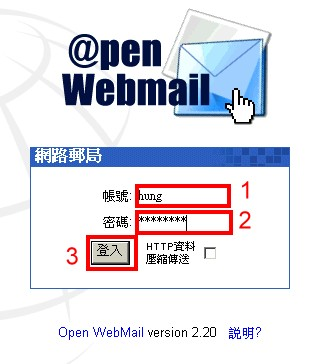 @pen
Webmail
網路郵局
帳號: hung 1
密碼: ******** 2
3 登入 HTTP資料
壓縮傳送
Open WebMail version 2.20 說明?